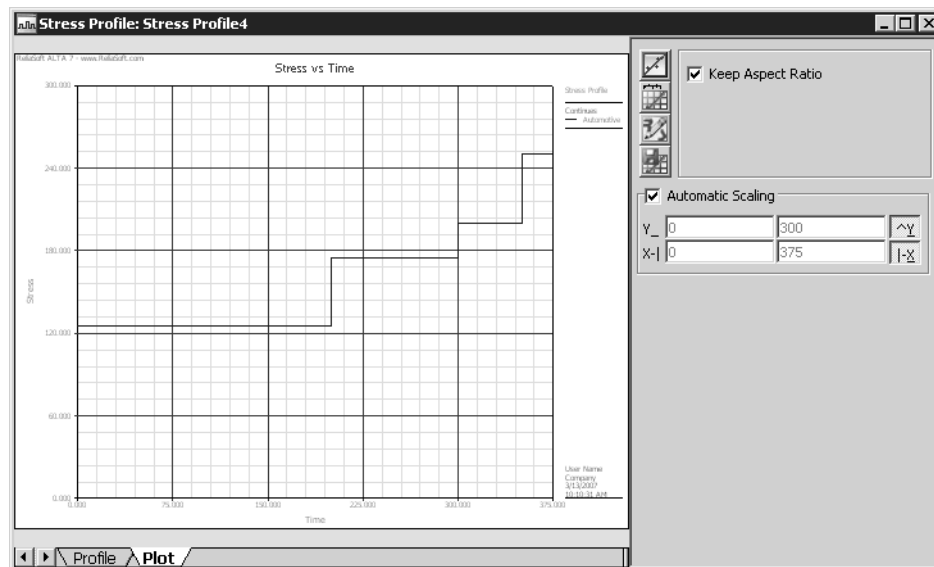 Stress Profile: Stress Profile4
ReliaSoft ALTA 7 - www.ReliaSoft.com
Stress vs Time
300.000
240.000
180.000
120.000
60.000
0.000
Stress
0.000
75.000
150.000
225.000
300.000
375.000
Time
Stress Profile
Continues
Automotive
User Name
Company
3/13/2007
10:10:31 AM
Keep Aspect Ratio
Automatic Scaling
Y_ 0 300 ^Y
X-| 0 375 |-X
Profile Plot